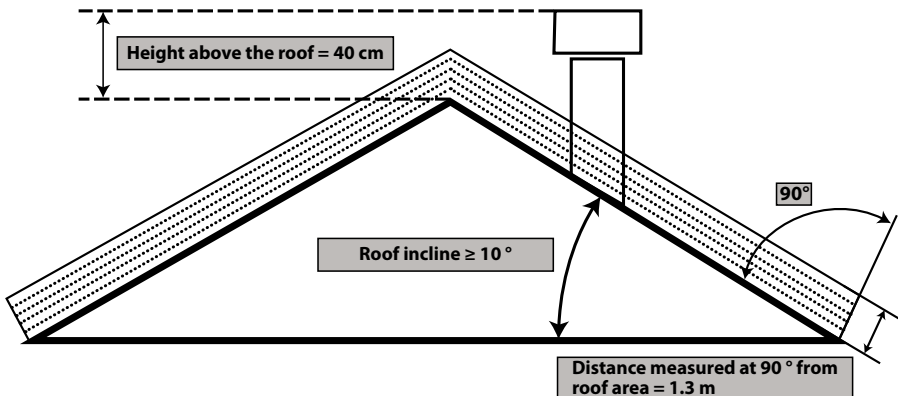 Height above the roof = 40 cm
90°
Roof incline ≥ 10 °
Distance measured at 90 ° from
roof area = 1.3 m